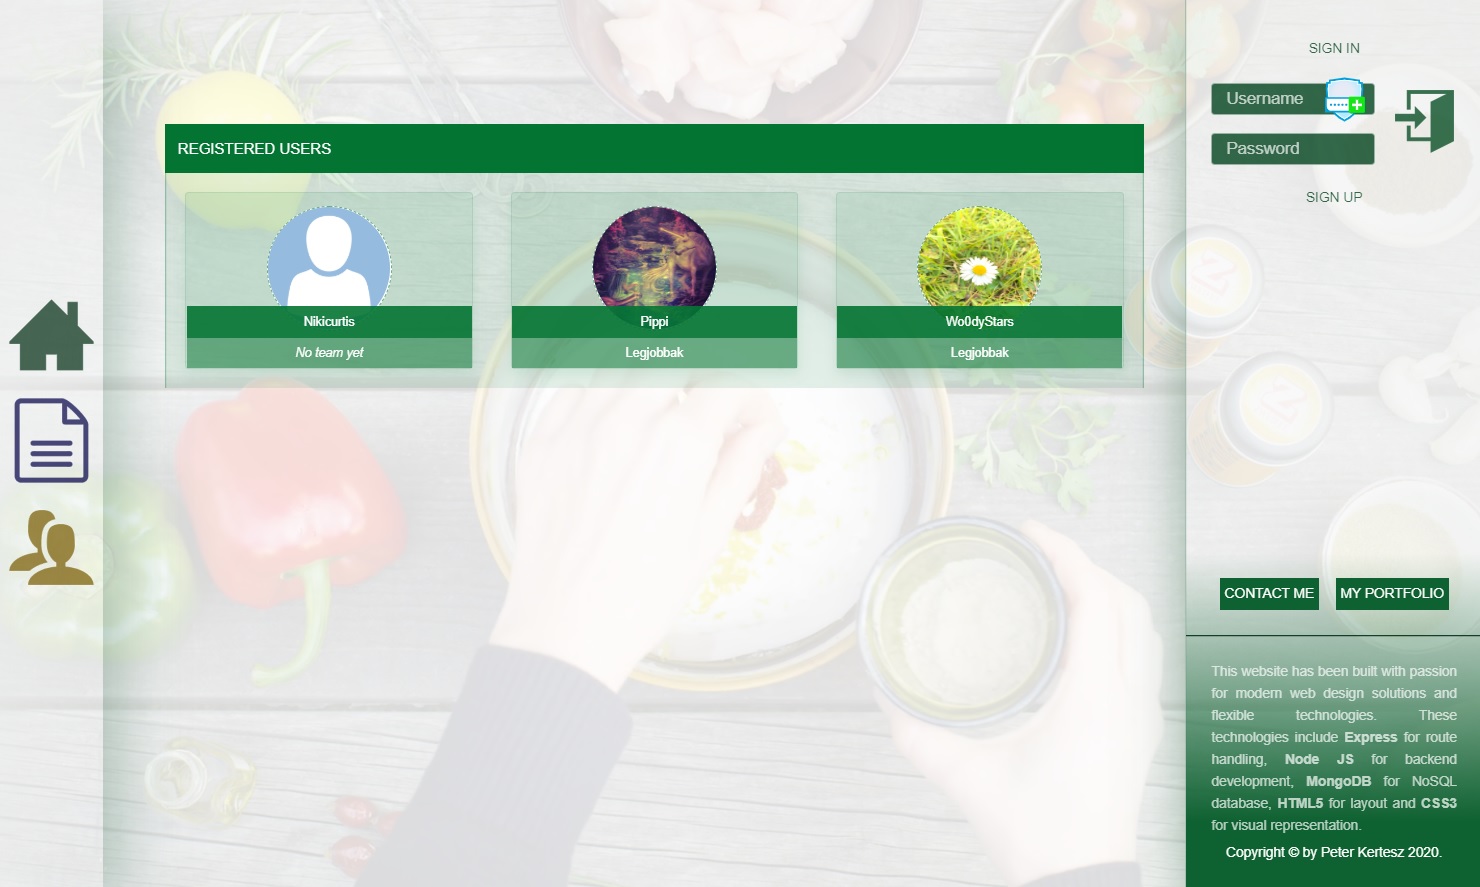 SIGN IN
Username
Password
SIGN UP
REGISTERED USERS
Nikicurtis
No team yet
Pippi
Legjobbak
Wo0dyStars
Legjobbak
CONTACT ME
MY PORTFOLIO
This website has been built with passion
for modern web design solutions and
flexible technologies. These
technologies include Express for route
handling, Node JS for backend
development, MongoDB for NoSQL
database, HTML5 for layout and CSS3
for visual representation.
Copyright © by Peter Kertesz 2020.